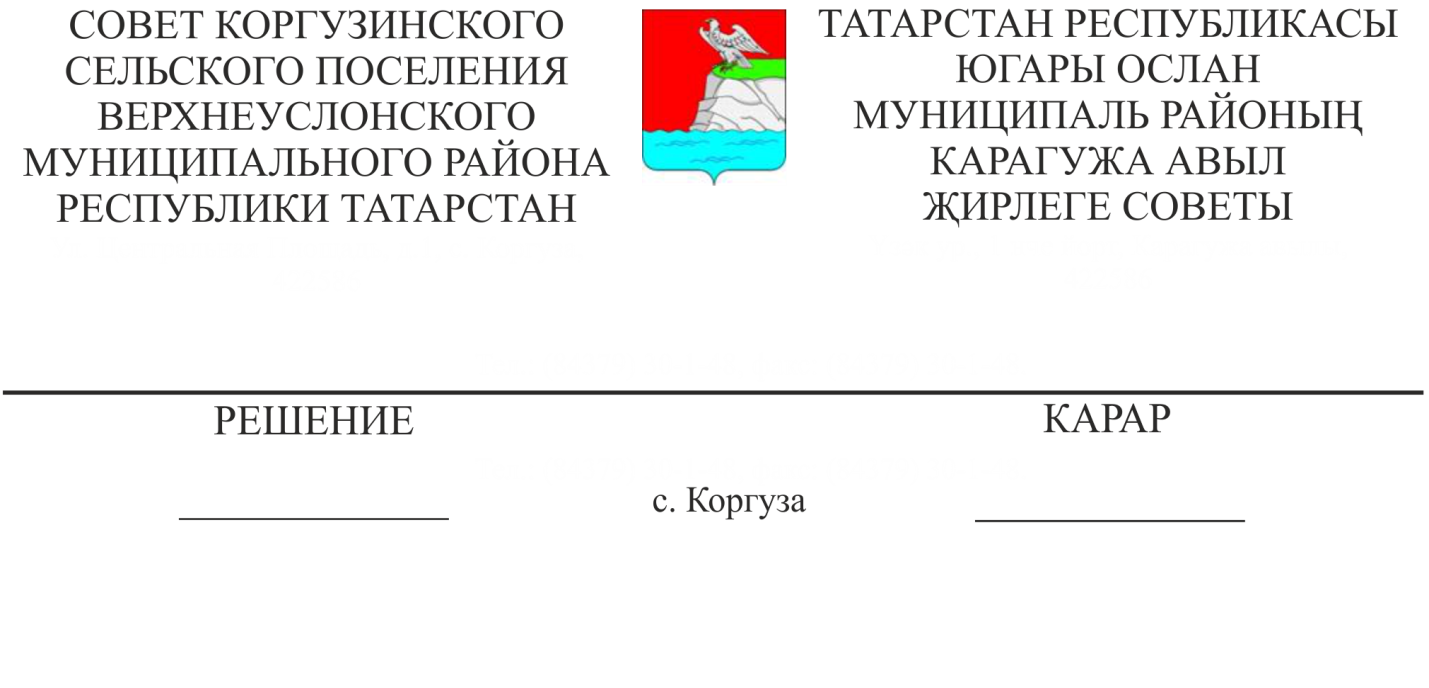 СОВЕТ КОРГУЗИНСКОГО
СЕЛЬСКОГО ПОСЕЛЕНИЯ
ВЕРХНЕУСЛОНСКОГО
МУНИЦИПАЛЬНОГО РАЙОНА
РЕСПУБЛИКИ ТАТАРСТАН
ТАТАРСТАН РЕСПУБЛИКАСЫ
ЮГАРЫ ОСЛАН
МУНИЦИПАЛЬ РАЙОНЫҢ
КАРАГУЖА АВЫЛ
ҖИРЛЕГЕ СОВЕТЫ
РЕШЕНИЕ
КАРАР
с. Коргуза